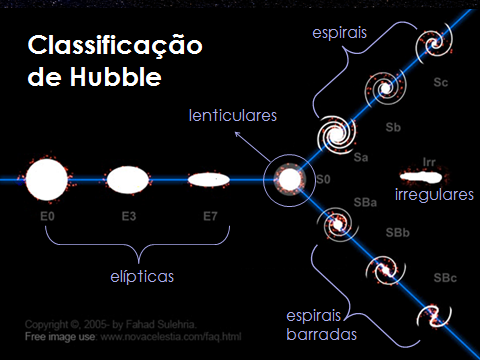 Classificação
de Hubble
espirais
Sc
Sb
lenticulares
Sa
Irr
S0
irregulares
E0
E3
E7
SBa
SBb
elípticas
SBc
espirais
barradas
Copyright ©, 2005- by Fahad Sulehria.
Free image use: www.novacelestia.com/faq.html